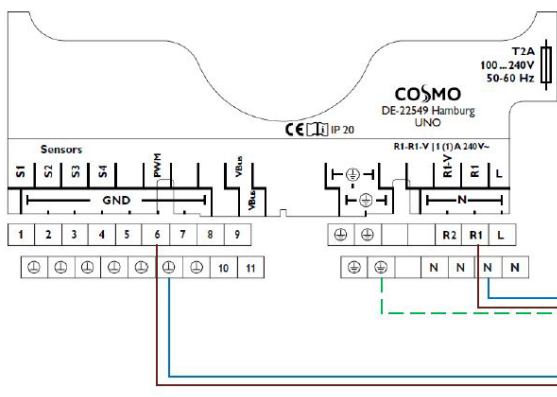 T2A
100 ... 240V
50-60 Hz
COSMO
DE-22549 Hamburg
UNO
CE IP 20
Sensors
R1-R1-V |1 (1) A 240V~
S1 S2 S3 S4 PWM VBus VBus R1-V R1 L
GND N
1 2 3 4 5 6 7 8 9 R2 R1 L
10 11 N N N N